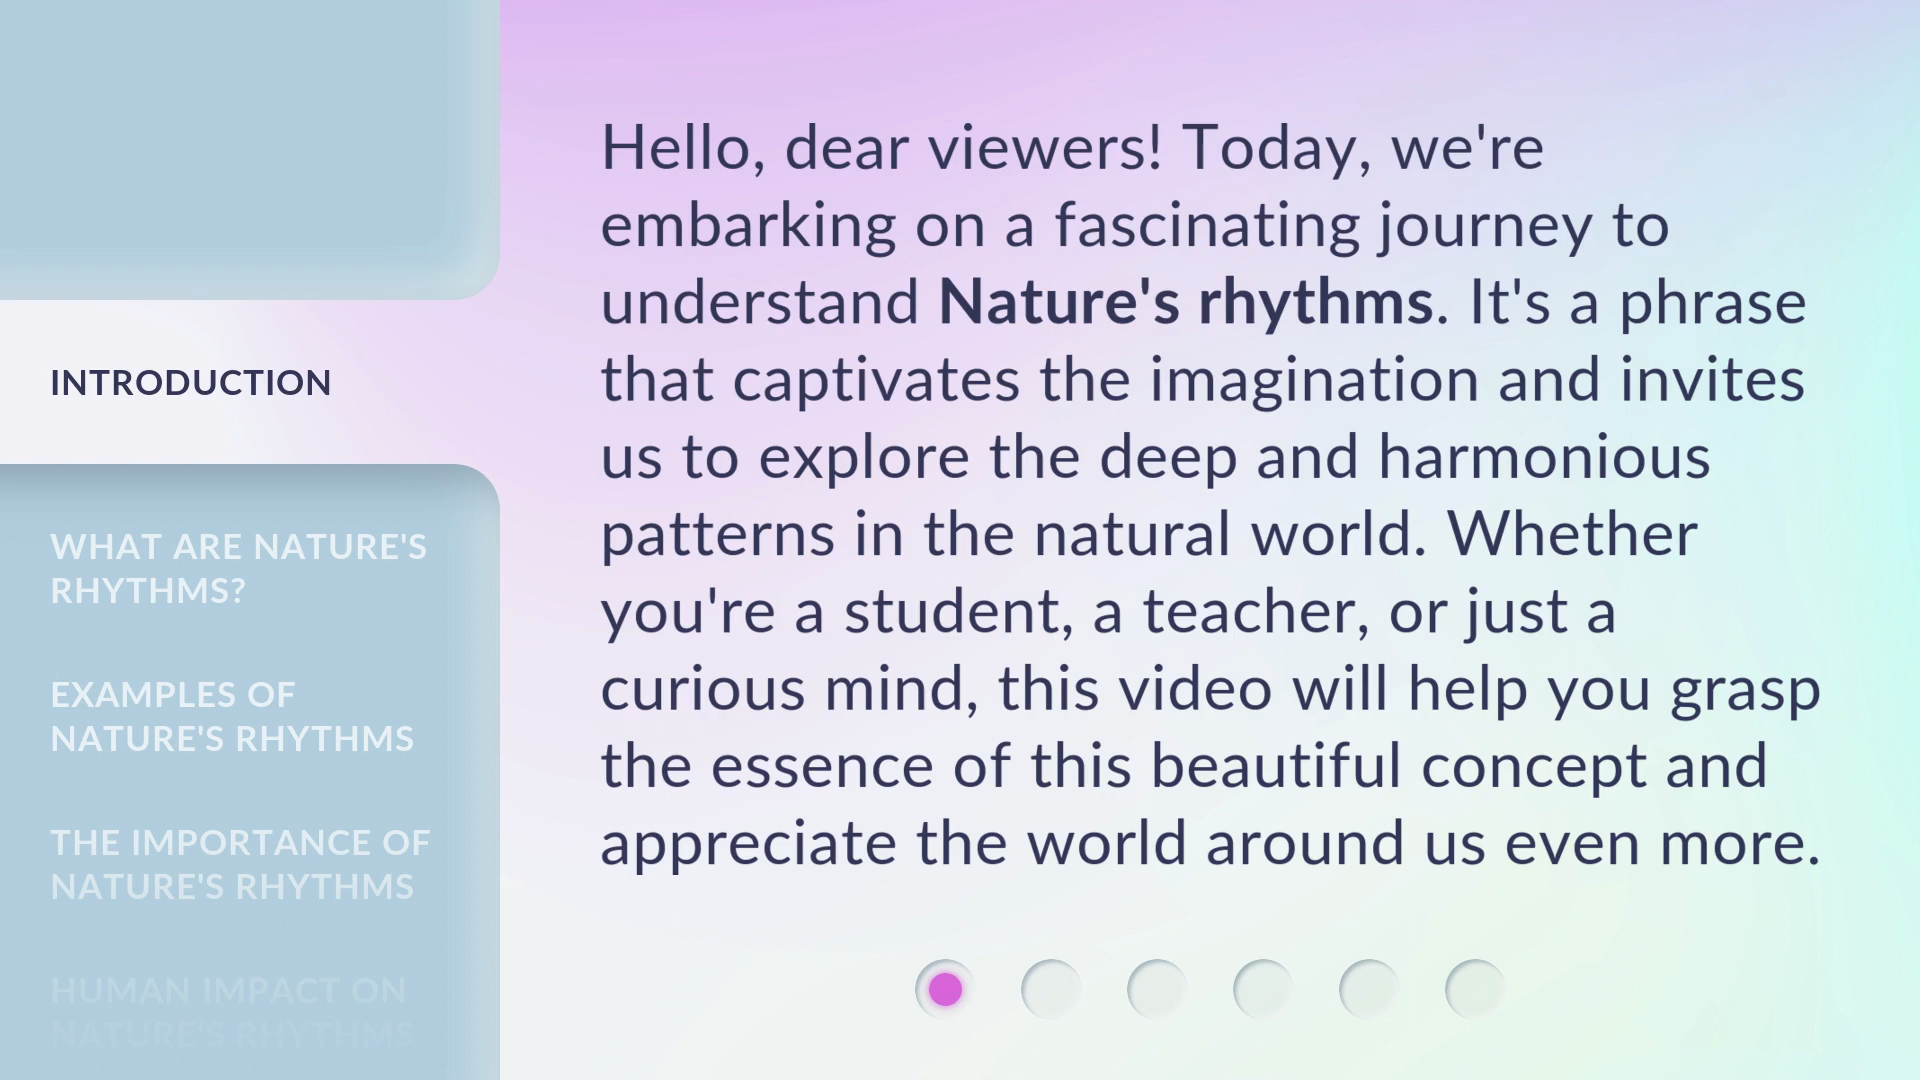 INTRODUCTION
WHAT ARE NATURE'S
RHYTHMS?
EXAMPLES OF
NATURE'S RHYTHMS
THE IMPORTANCE OF
NATURE'S RHYTHMS
HUMAN IMPACT ON
NATURE'S RHYTHMS
Hello, dear viewers! Today, we're
embarking on a fascinating journey to
understand Nature's rhythms. It's a phrase
that captivates the imagination and invites
us to explore the deep and harmonious
patterns in the natural world. Whether
you're a student, a teacher, or just a
curious mind, this video will help you grasp
the essence of this beautiful concept and
appreciate the world around us even more.